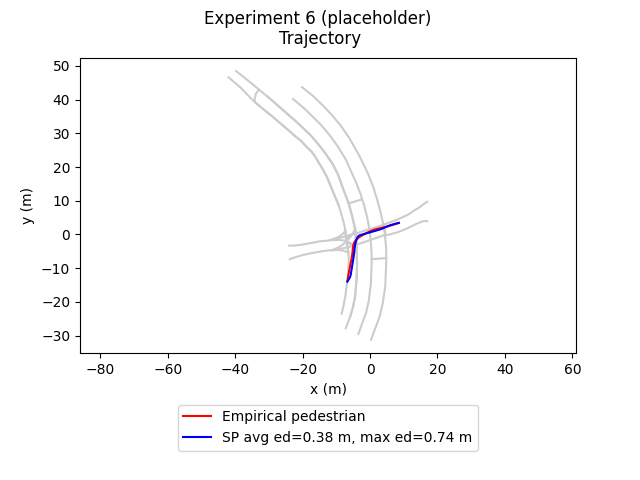 Experiment 6 (placeholder)
Trajectory
50
40
30
20
10
0
−10
−20
−30
y (m)
−80 −60 −40 −20 0 20 40 60
x (m)
Empirical pedestrian
SP avg ed=0.38 m, max ed=0.74 m